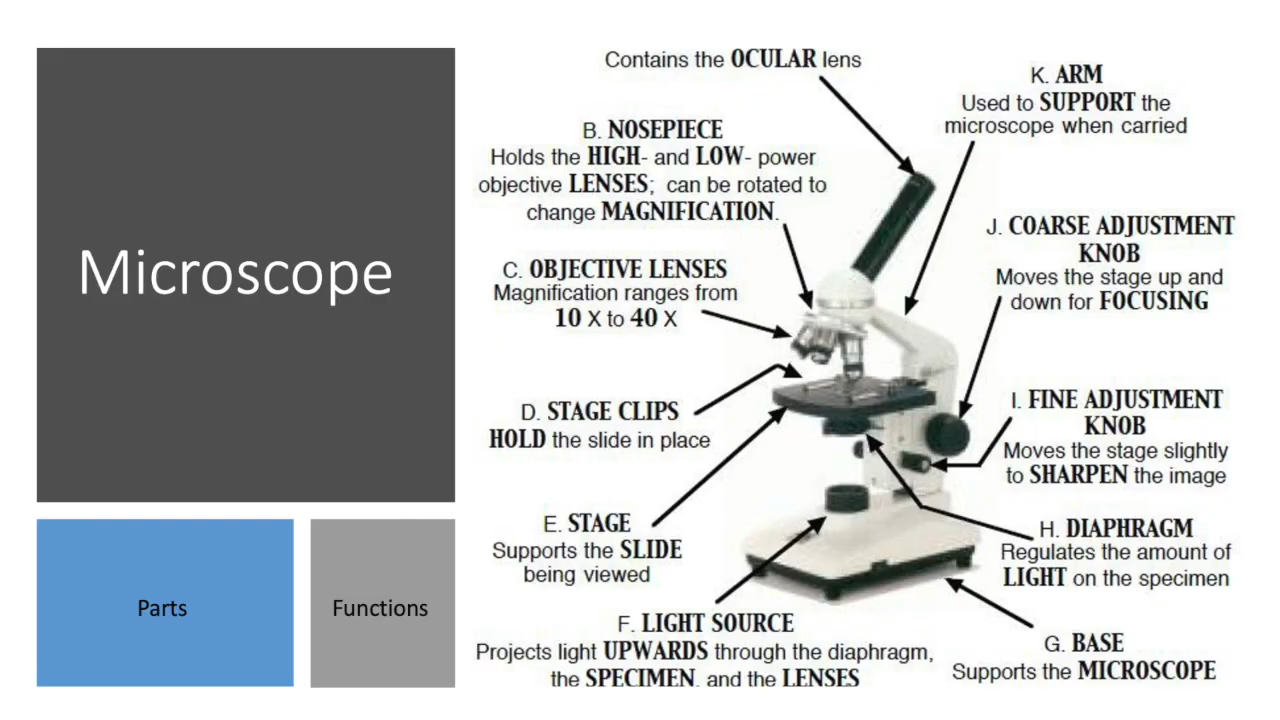 Microscope
Parts
Functions
Contains the OCULAR lens
B. NOSEPIECE
Holds the HIGH- and LOW- power
objective LENSES; can be rotated to
change MAGNIFICATION.
C. OBJECTIVE LENSES
Magnification ranges from
10 X to 40 X
D. STAGE CLIPS
HOLD the slide in place
E. STAGE
Supports the SLIDE
being viewed
F. LIGHT SOURCE
Projects light UPWARDS through the diaphragm,
the SPECIMEN, and the LENSES
K. ARM
Used to SUPPORT the
microscope when carried
J. COARSE ADJUSTMENT
KNOB
Moves the stage up and
down for FOCUSING
I. FINE ADJUSTMENT
KNOB
Moves the stage slightly
to SHARPEN the image
H. DIAPHRAGM
Regulates the amount of
LIGHT on the specimen
G. BASE
Supports the MICROSCOPE